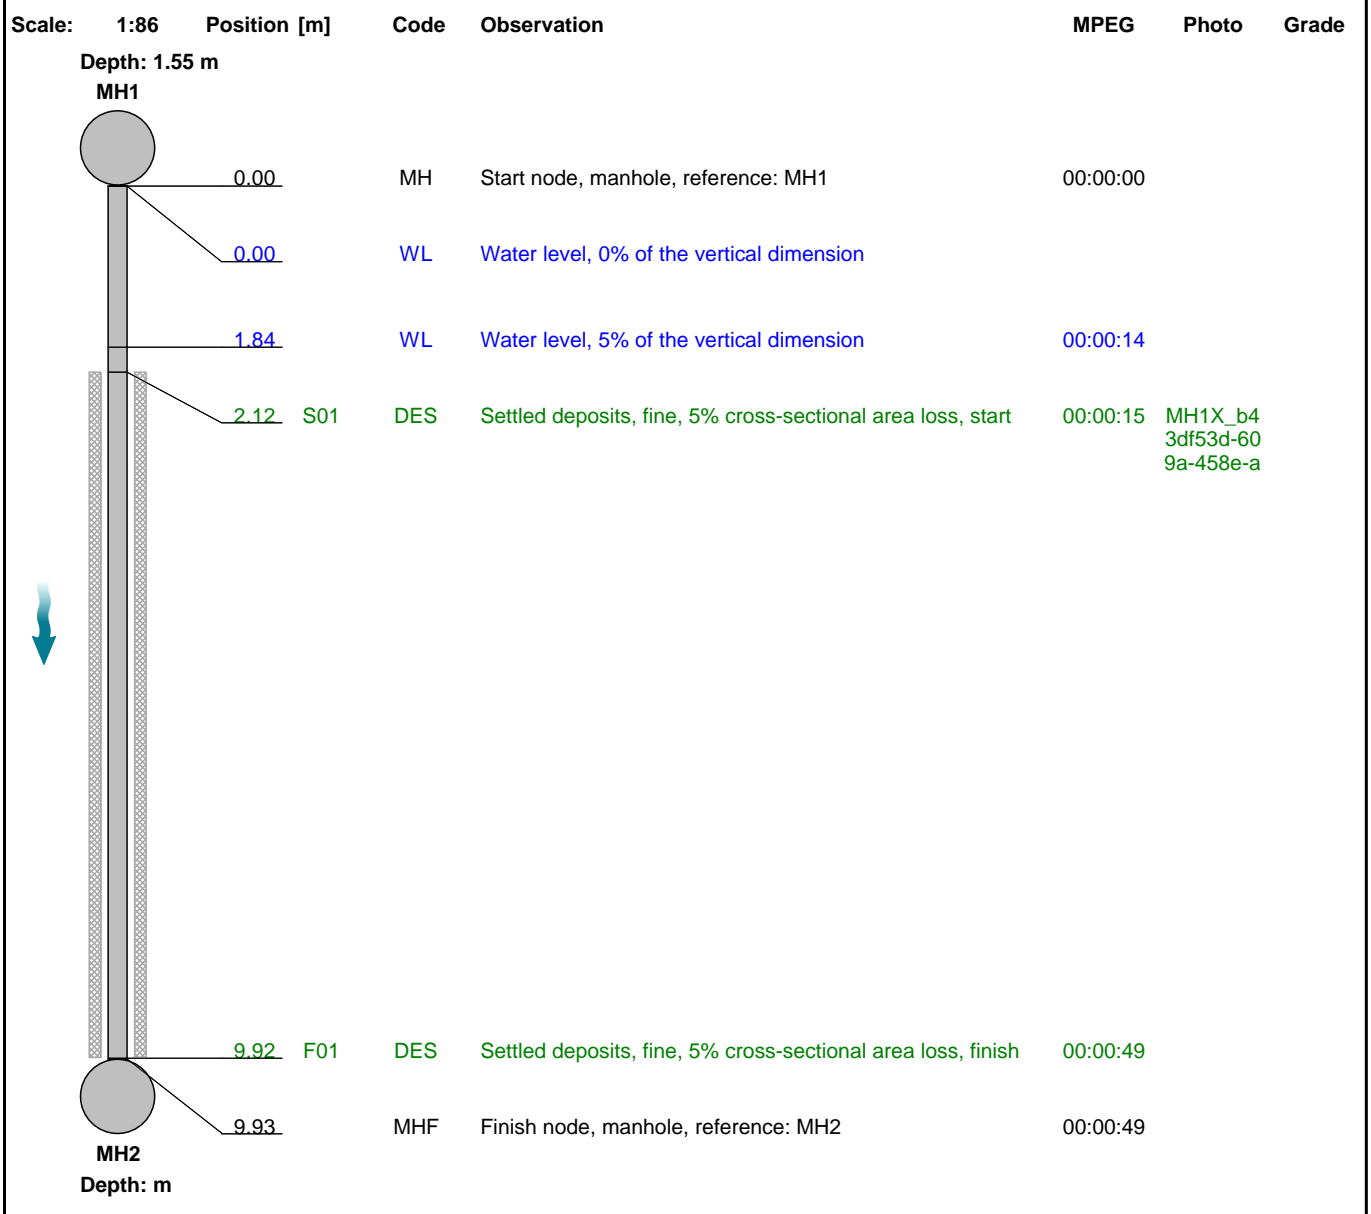 Scale: 1:86 Position [m] Code Observation MPEG Photo Grade
Depth: 1.55 m
MH1
0.00 MH Start node, manhole, reference: MH1 00:00:00
0.00 WL Water level, 0% of the vertical dimension
1.84 WL Water level, 5% of the vertical dimension 00:00:14
2.12 S01 DES Settled deposits, fine, 5% cross-sectional area loss, start 00:00:15 MH1X_b4
3df53d-60
9a-458e-a
9.92 F01 DES Settled deposits, fine, 5% cross-sectional area loss, finish 00:00:49
9.93 MHF Finish node, manhole, reference: MH2 00:00:49
MH2
Depth: m